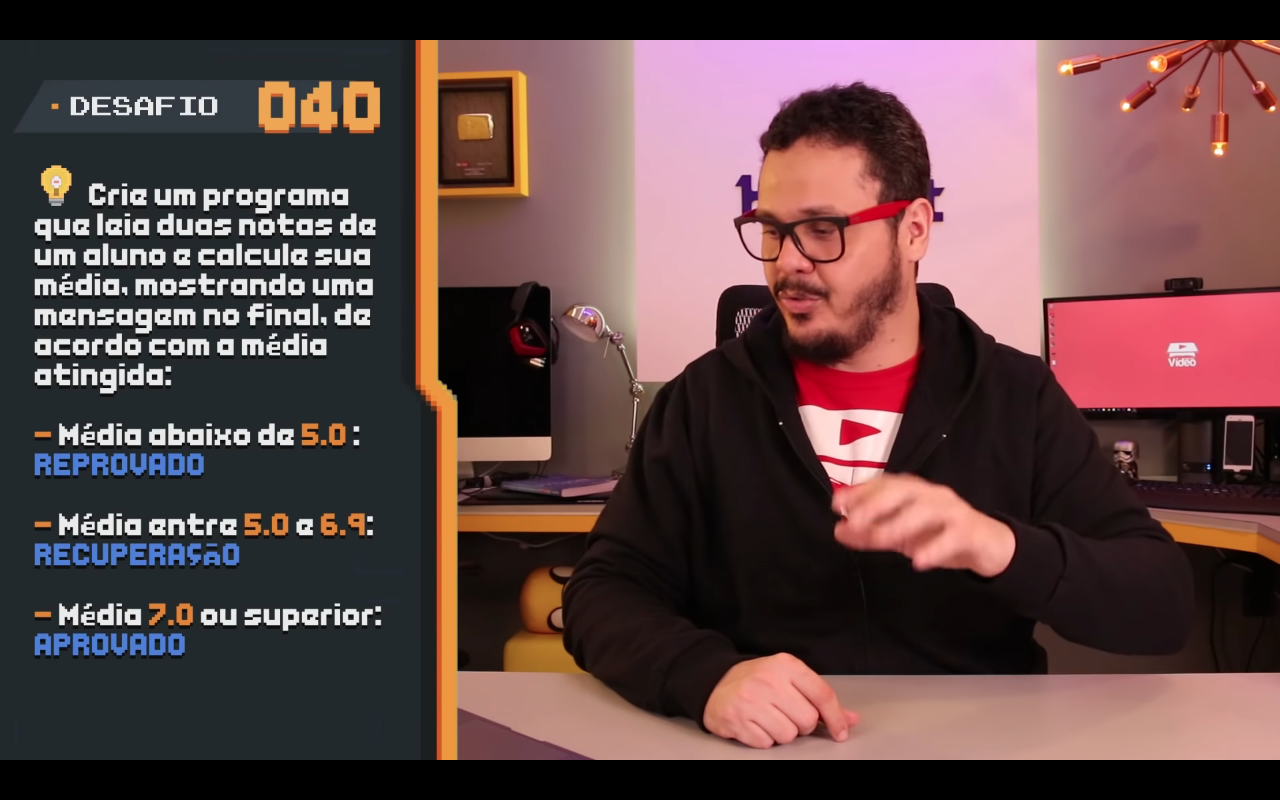 DESAFIO 040
Crie um programa
que leia duas notas de
um aluno e calcule sua
média, mostrando uma
mensagem no final, de
acordo com a média
atingida:
- Média abaixo de 5.0 :
REPROVADO
- Média entre 5.0 e 6.9:
RECUPERAÇÃO
- Média 7.0 ou superior:
APROVADO
Vídeo